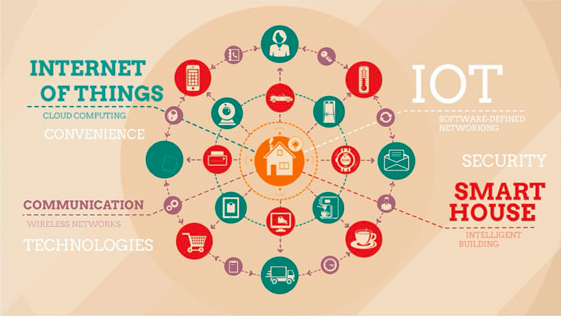 INTERNET
OF THINGS
CLOUD COMPUTING
CONVENIENCE
COMMUNICATION
WIRELESS NETWORKS
TECHNOLOGIES
IOT
SOFTWARE-DEFINED
NETWORKING
SECURITY
SMART
HOUSE
INTELLIGENT
BUILDING